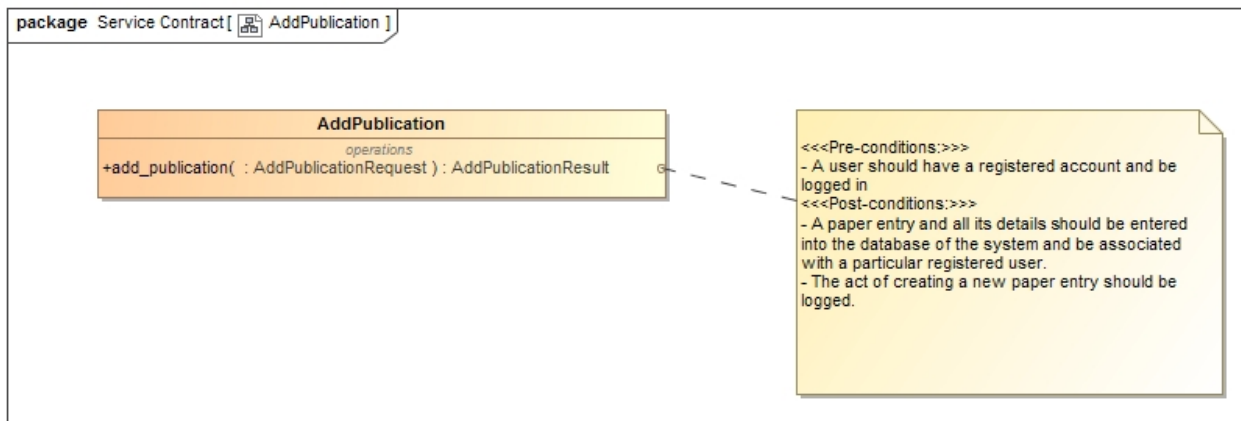 package Service Contract[ AddPublication ]
AddPublication
operations
+add_publication( : AddPublicationRequest ) : AddPublicationResult
<<<Pre-conditions:>>>
- A user should have a registered account and be
logged in
<<<Post-conditions:>>>
- A paper entry and all its details should be entered
into the database of the system and be associated
with a particular registered user.
- The act of creating a new paper entry should be
logged.